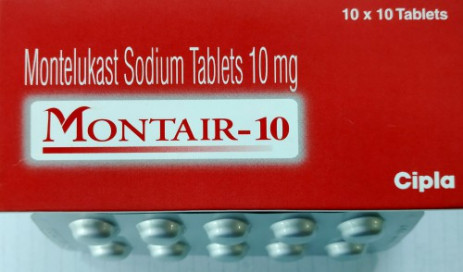 10 x 10 Tablets
Montelukast Sodium Tablets 10 mg
MONTAIR-10
Cipla